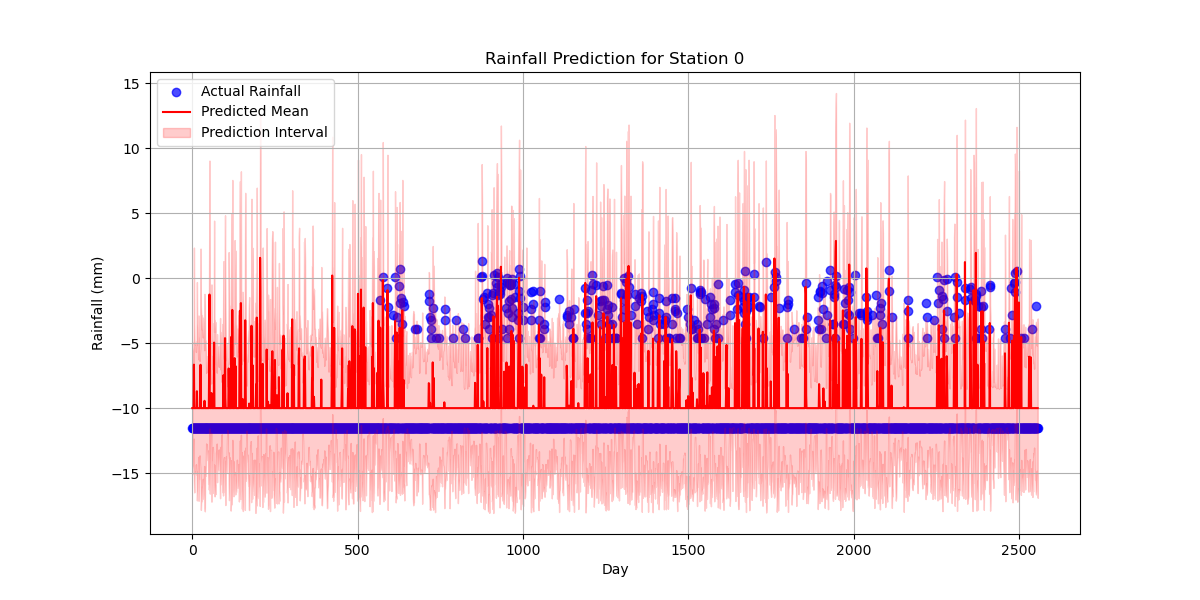 Rainfall Prediction for Station 0
Actual Rainfall
Predicted Mean
Prediction Interval
15
10
5
0
−5
−10
−15
Rainfall (mm)
0
500
1000
1500
2000
2500
Day